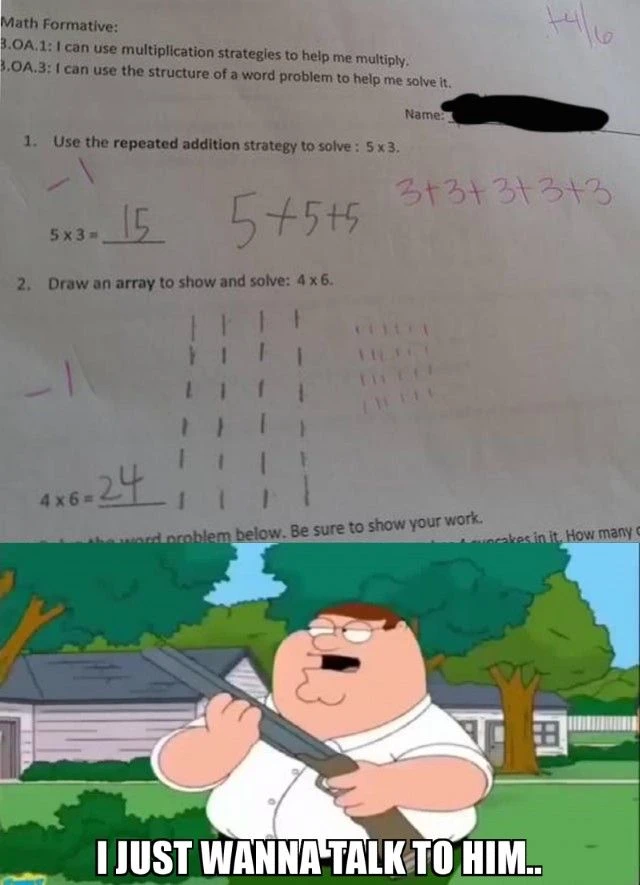 +4/6
Math Formative:
3.OA.1: I can use multiplication strategies to help me multiply.
3.OA.3: I can use the structure of a word problem to help me solve it.
Name:
1. Use the repeated addition strategy to solve : 5 x 3.
-1
3+3+3+3+3
5 x 3 = 15 5+5+5
2. Draw an array to show and solve: 4 x 6.
-1
4 x 6 = 24
word problem below. Be sure to show your work.
in it. How many
I JUST WANNA TALK TO HIM..